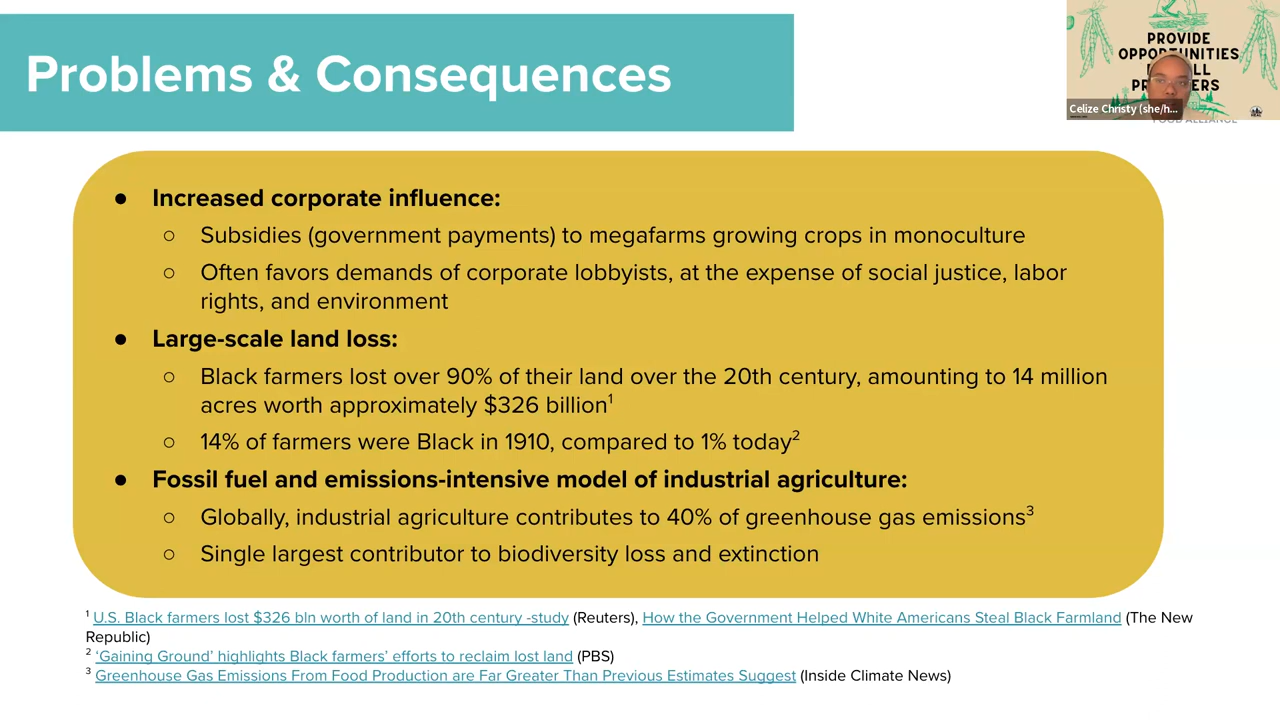 Problems & Consequences
PROVIDE
OPPORTUNITIES
Celize Christy (she/h...
FOOD ALLIANCE
● Increased corporate influence:
○ Subsidies (government payments) to megafarms growing crops in monoculture
○ Often favors demands of corporate lobbyists, at the expense of social justice, labor
rights, and environment
● Large-scale land loss:
○ Black farmers lost over 90% of their land over the 20th century, amounting to 14 million
acres worth approximately $326 billion¹
○ 14% of farmers were Black in 1910, compared to 1% today²
● Fossil fuel and emissions-intensive model of industrial agriculture:
○ Globally, industrial agriculture contributes to 40% of greenhouse gas emissions³
○ Single largest contributor to biodiversity loss and extinction
¹ U.S. Black farmers lost $326 bln worth of land in 20th century -study (Reuters), How the Government Helped White Americans Steal Black Farmland (The New
Republic)
² ‘Gaining Ground’ highlights Black farmers’ efforts to reclaim lost land (PBS)
³ Greenhouse Gas Emissions From Food Production are Far Greater Than Previous Estimates Suggest (Inside Climate News)